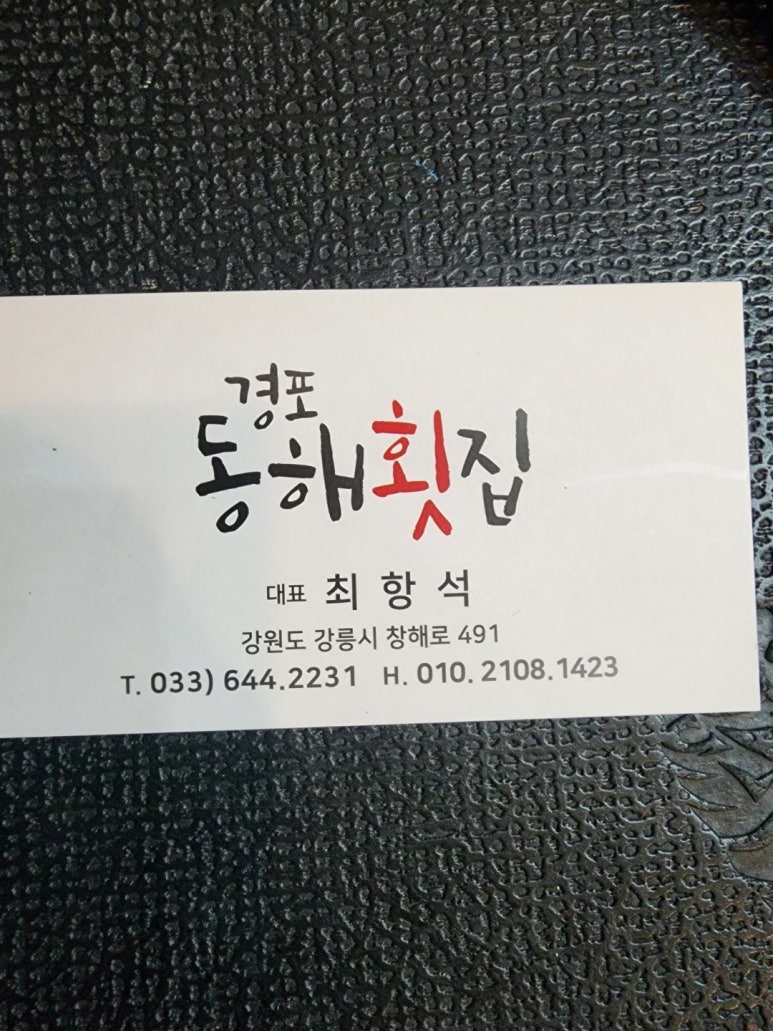 경포
동해횟집
대표 최 항 석
강원도 강릉시 창해로 491
T. 033) 644.2231 H. 010. 2108.1423